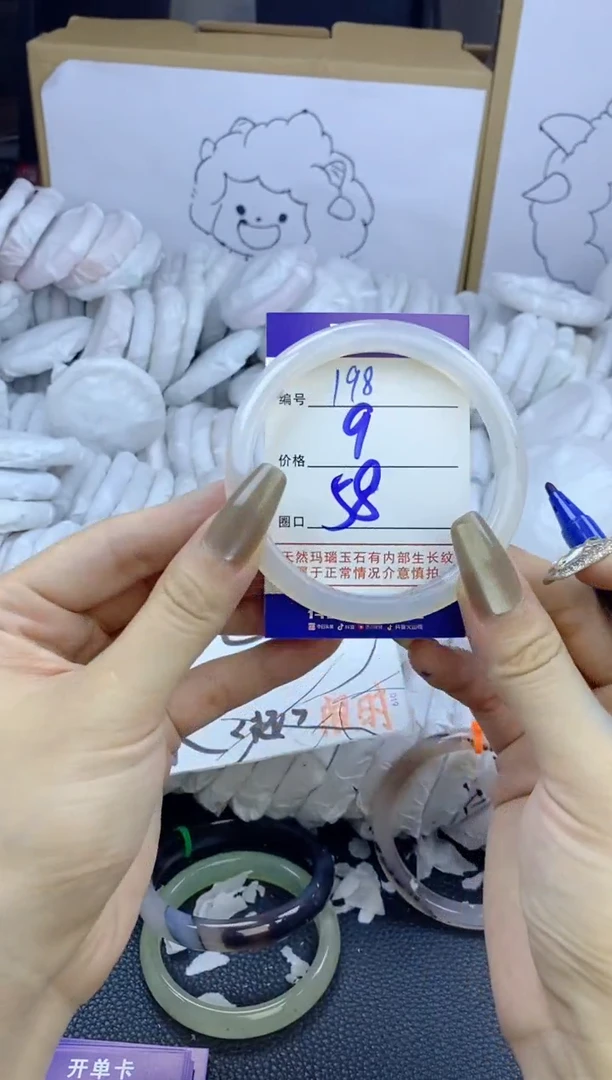 编号 198
9
价格
58
圈口
天然玛瑙玉石有内部生长纹
属于正常情况介意慎拍
开单卡